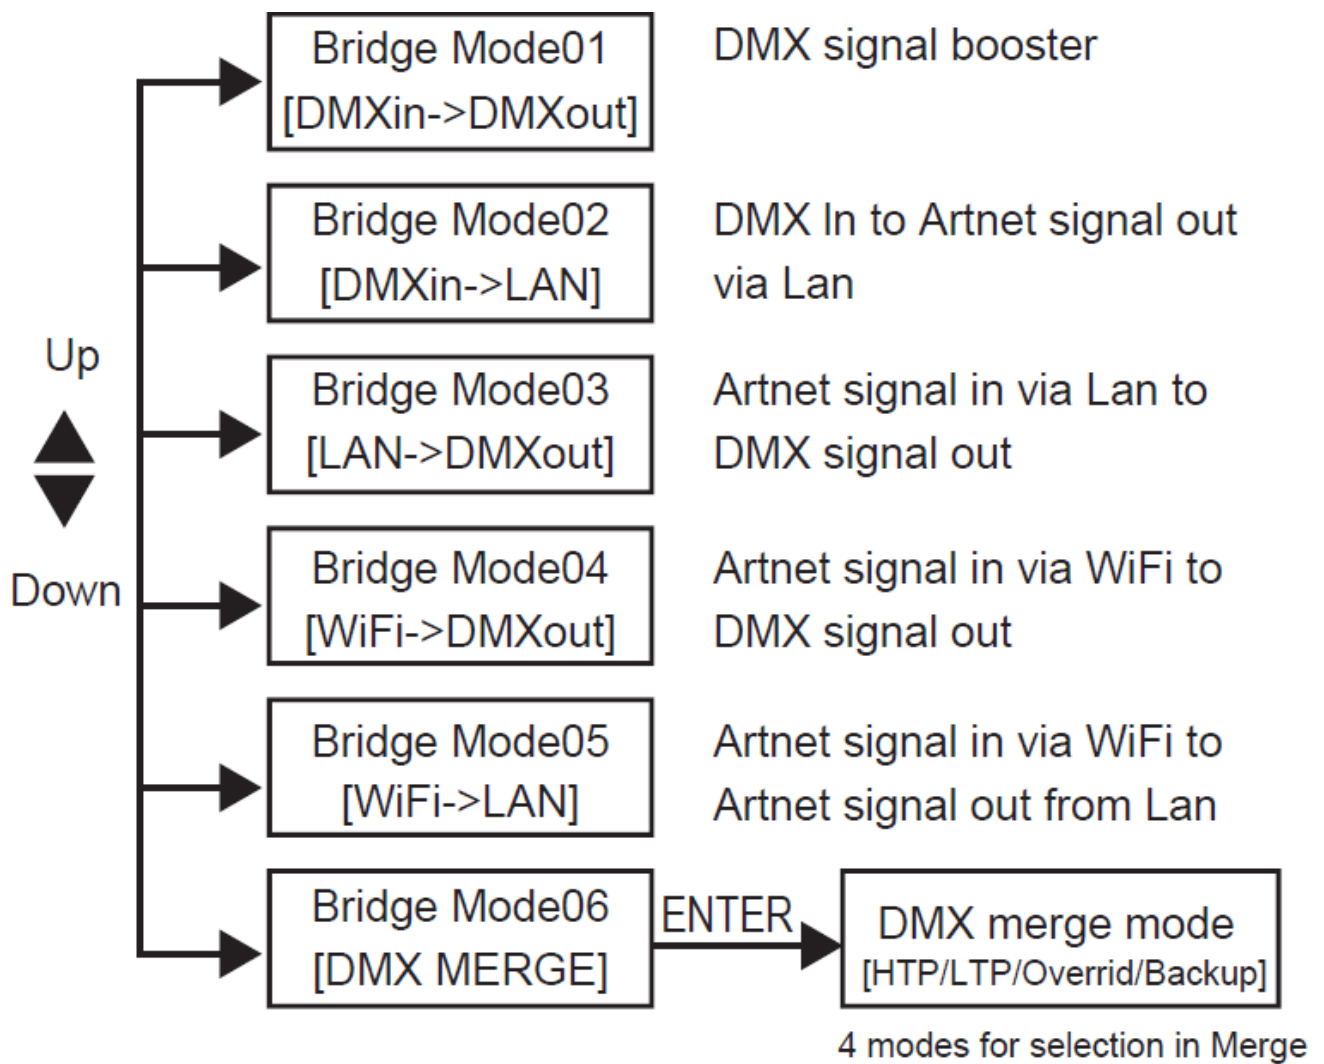 Bridge Mode01
[DMXin->DMXout]
DMX signal booster
Bridge Mode02
[DMXin->LAN]
DMX In to Artnet signal out
via Lan
Up
Down
Bridge Mode03
[LAN->DMXout]
Artnet signal in via Lan to
DMX signal out
Bridge Mode04
[WiFi->DMXout]
Artnet signal in via WiFi to
DMX signal out
Bridge Mode05
[WiFi->LAN]
Artnet signal in via WiFi to
Artnet signal out from Lan
Bridge Mode06
[DMX MERGE]
ENTER
DMX merge mode
[HTP/LTP/Overrid/Backup]
4 modes for selection in Merge